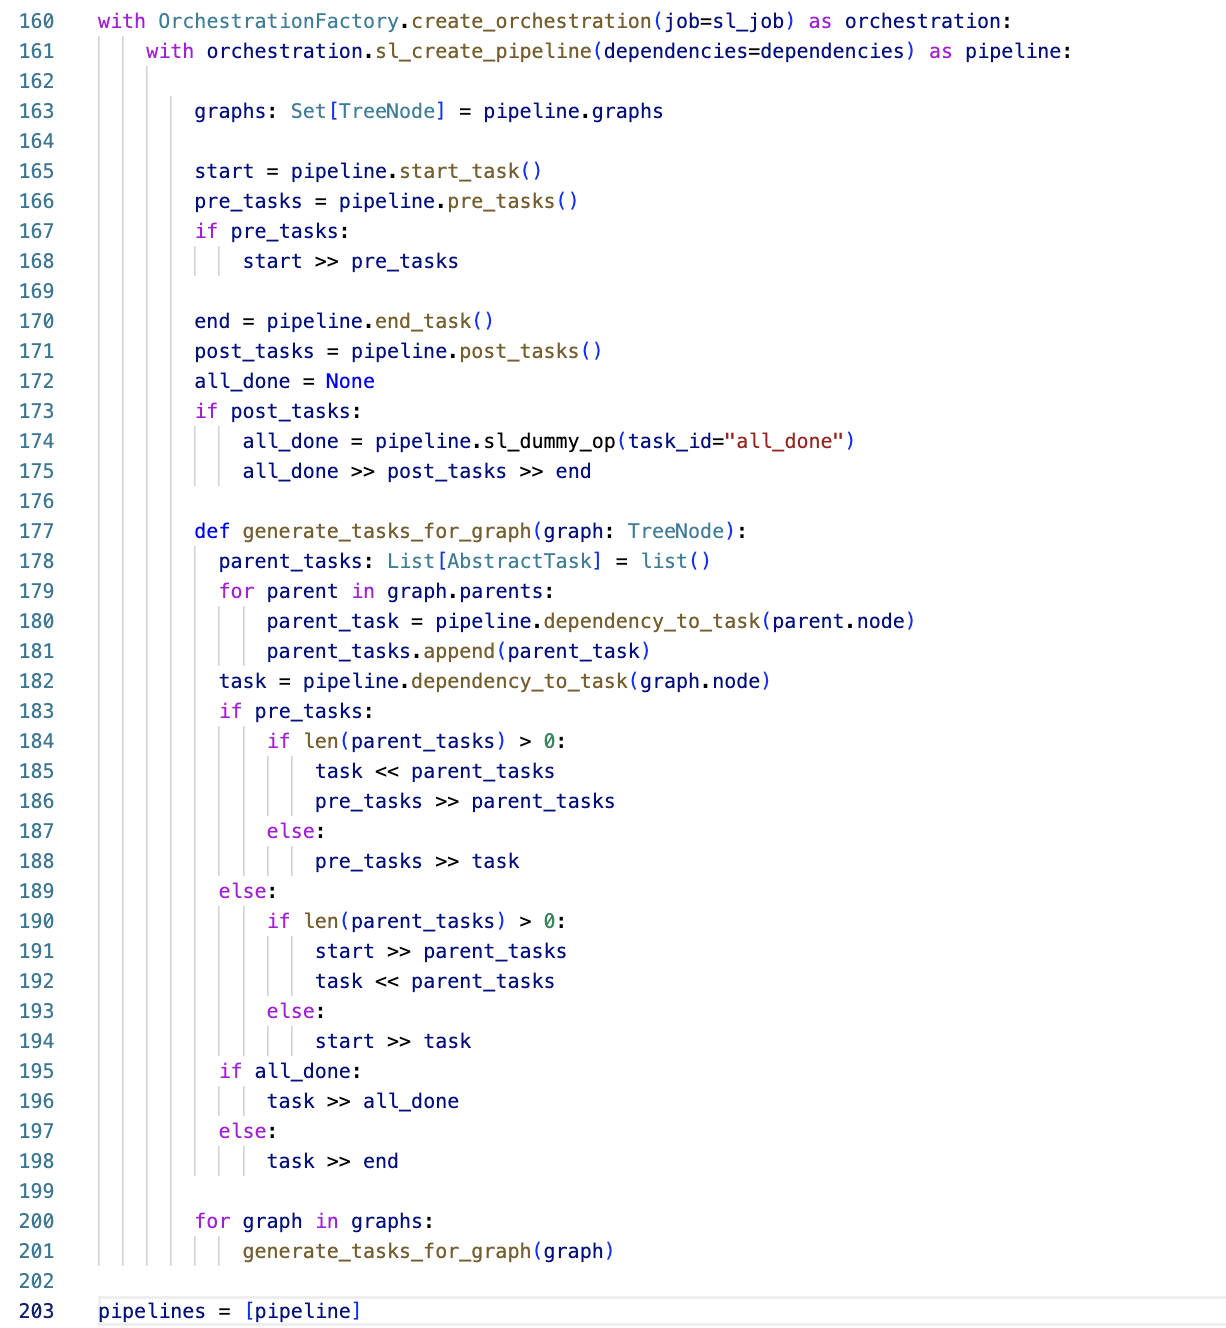 160 with OrchestrationFactory.create_orchestration(job=sl_job) as orchestration:
161     with orchestration.sl_create_pipeline(dependencies=dependencies) as pipeline:
162
163         graphs: Set[TreeNode] = pipeline.graphs
164
165         start = pipeline.start_task()
166         pre_tasks = pipeline.pre_tasks()
167         if pre_tasks:
168             start >> pre_tasks
169
170         end = pipeline.end_task()
171         post_tasks = pipeline.post_tasks()
172         all_done = None
173         if post_tasks:
174             all_done = pipeline.sl_dummy_op(task_id="all_done")
175             all_done >> post_tasks >> end
176
177         def generate_tasks_for_graph(graph: TreeNode):
178           parent_tasks: List[AbstractTask] = list()
179           for parent in graph.parents:
180               parent_task = pipeline.dependency_to_task(parent.node)
181               parent_tasks.append(parent_task)
182           task = pipeline.dependency_to_task(graph.node)
183           if pre_tasks:
184               if len(parent_tasks) > 0:
185                   task << parent_tasks
186                   pre_tasks >> parent_tasks
187               else:
188                   pre_tasks >> task
189           else:
190               if len(parent_tasks) > 0:
191                   start >> parent_tasks
192                   task << parent_tasks
193               else:
194                   start >> task
195           if all_done:
196               task >> all_done
197           else:
198               task >> end
199
200         for graph in graphs:
201             generate_tasks_for_graph(graph)
202
203 pipelines = [pipeline]